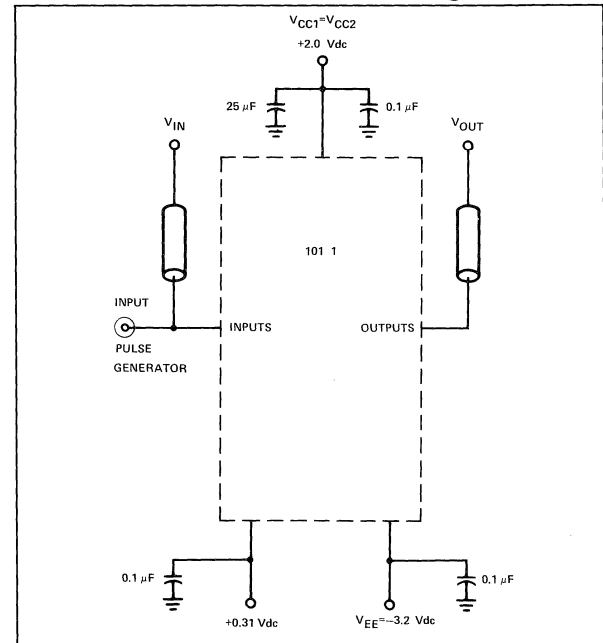 VCC1=VCC2
+2.0 Vdc
25 µF
0.1 µF
VIN
VOUT
101 1
INPUT
INPUTS
OUTPUTS
PULSE
GENERATOR
0.1 µF
0.1 µF
+0.31 Vdc
VEE=−3.2 Vdc